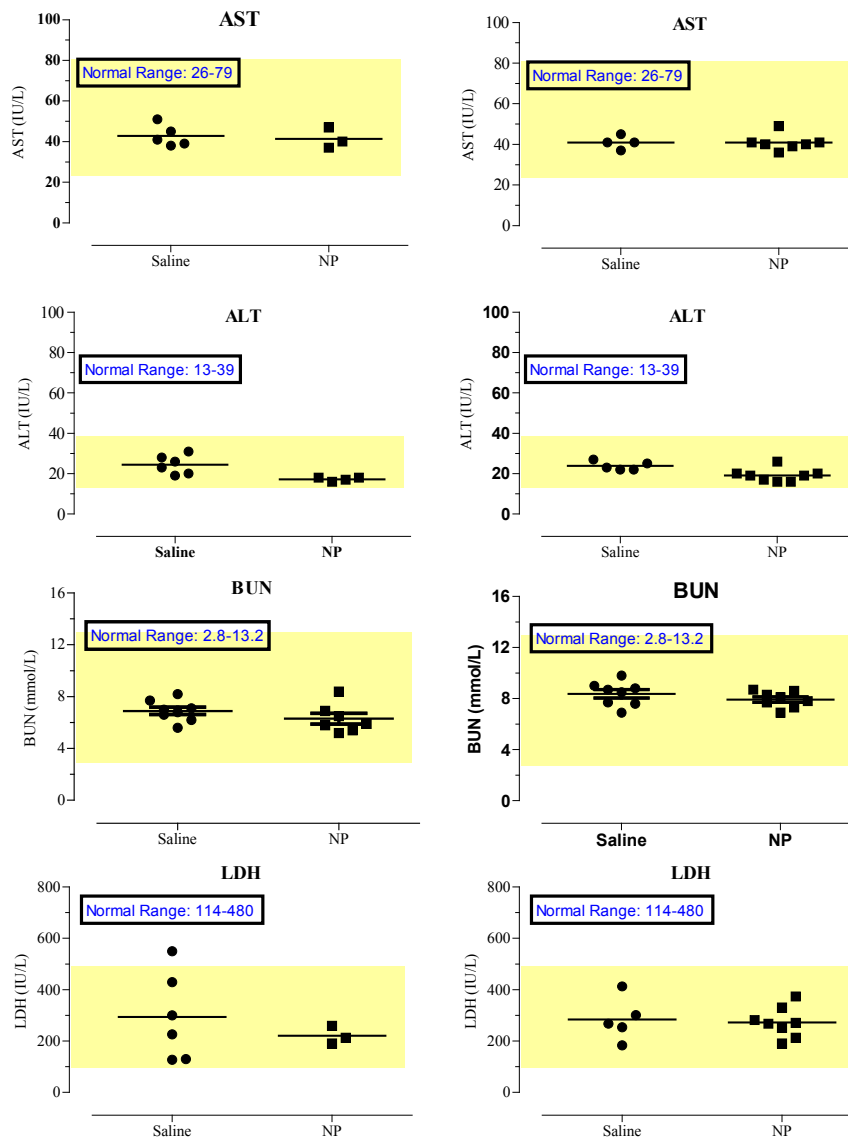 AST
100
80
60
40
20
0
AST (IU/L)
Normal Range: 26-79
Saline
NP
AST
100
80
60
40
20
0
AST (IU/L)
Normal Range: 26-79
Saline
NP
ALT
100
80
60
40
20
0
ALT (IU/L)
Normal Range: 13-39
Saline
NP
ALT
100
80
60
40
20
0
ALT (IU/L)
Normal Range: 13-39
Saline
NP
BUN
16
12
8
4
0
BUN (mmol/L)
Normal Range: 2.8-13.2
Saline
NP
BUN
16
12
8
4
0
BUN (mmol/L)
Normal Range: 2.8-13.2
Saline
NP
LDH
800
600
400
200
0
LDH (IU/L)
Normal Range: 114-480
Saline
NP
LDH
800
600
400
200
0
LDH (IU/L)
Normal Range: 114-480
Saline
NP